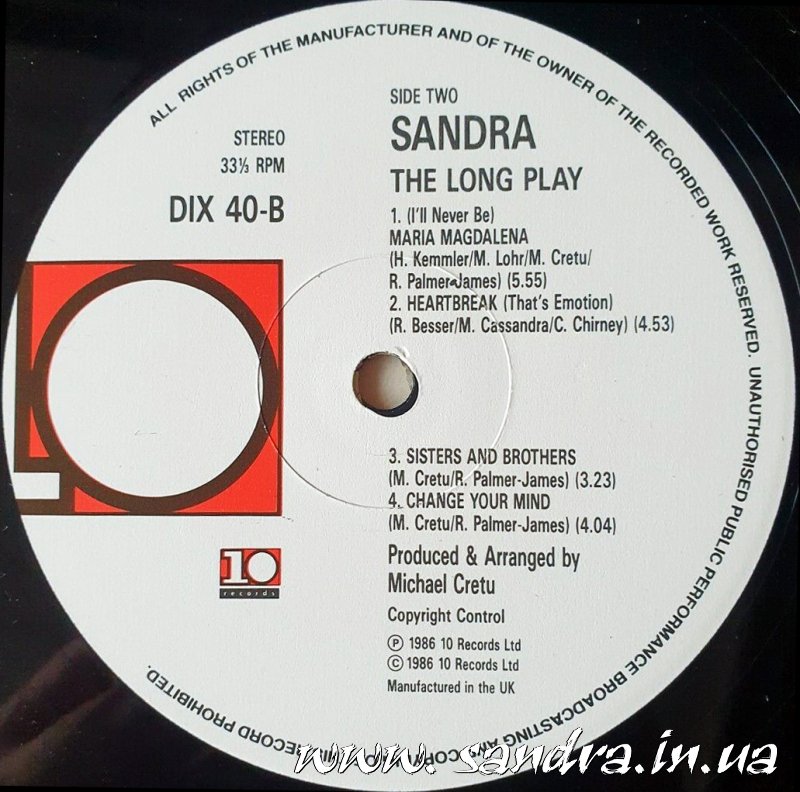 ALL RIGHTS OF THE MANUFACTURER AND OF THE OWNER OF THE RECORDED WORK RESERVED. UNAUTHORISED PUBLIC PERFORMANCE BROADCASTING AND COPY RECORD PROHIBITED.
STEREO
33⅓ RPM
DIX 40-B
SIDE TWO
SANDRA
THE LONG PLAY
1. (I'll Never Be)
MARIA MAGDALENA
(H. Kemmler/M. Lohr/M. Cretu/
R. Palmer-James) (5.55)
2. HEARTBREAK (That's Emotion)
(R. Besser/M. Cassandra/C. Chirney) (4.53)
3. SISTERS AND BROTHERS
(M. Cretu/R. Palmer-James) (3.23)
4. CHANGE YOUR MIND
(M. Cretu/R. Palmer-James) (4.04)
Produced & Arranged by
Michael Cretu
Copyright Control
Ⓟ 1986 10 Records Ltd
© 1986 10 Records Ltd
Manufactured in the UK
10
records
www.sandra.in.ua